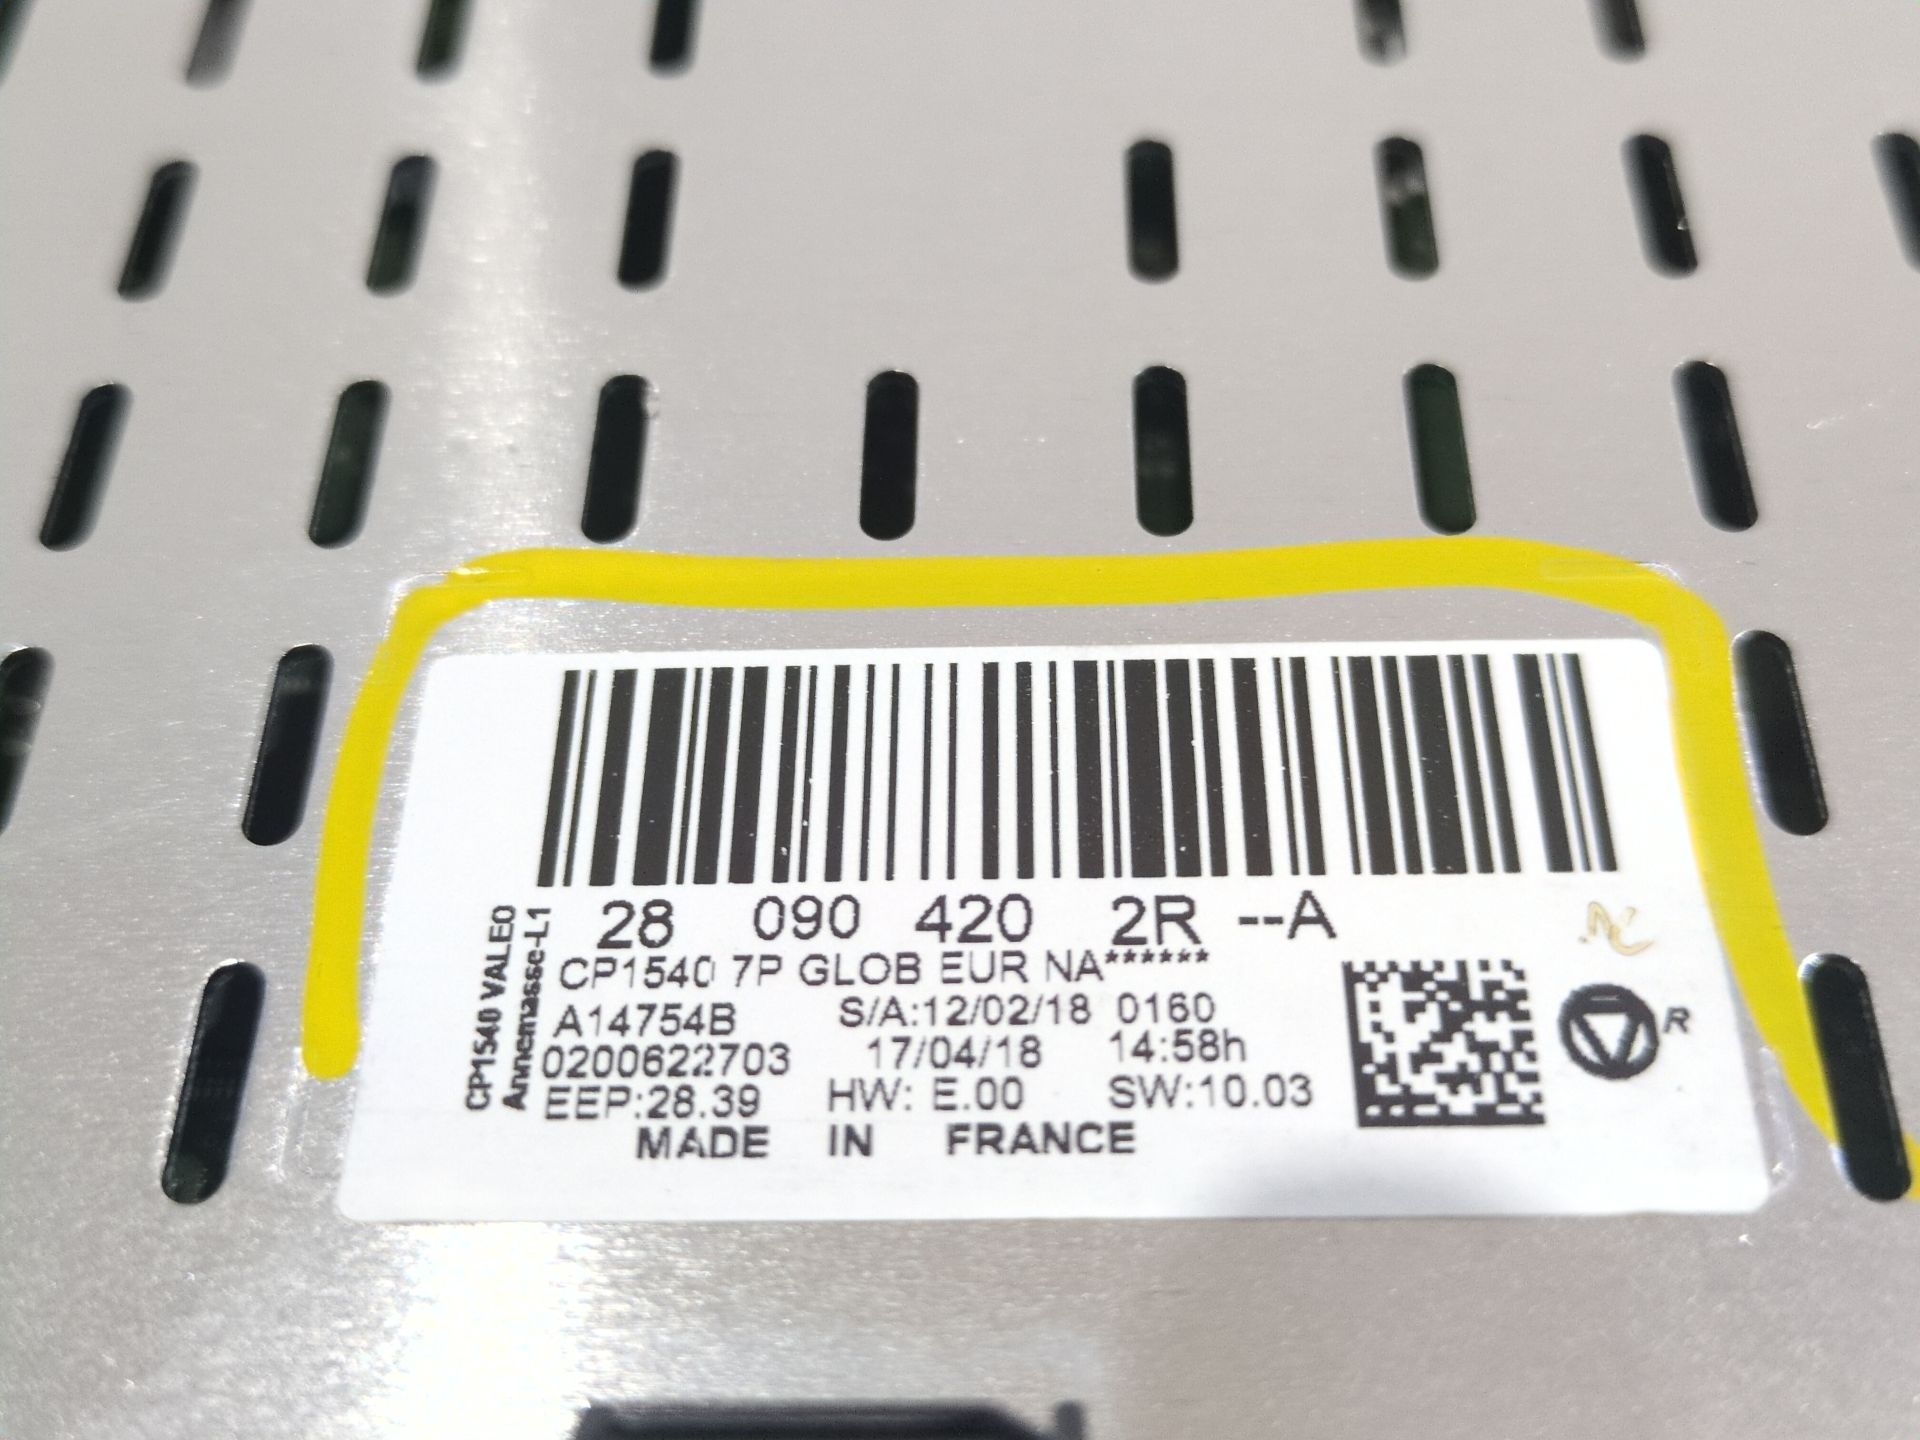 28 090 420 2R --A
CP1540 7P GLOB EUR NA******
A14754B S/A:12/02/18 0160
0200622703 17/04/18 14:58h
EEP:28.39 HW: E.00 SW:10.03
MADE IN FRANCE
CP1540 VALEO
Annemasse-L1
R